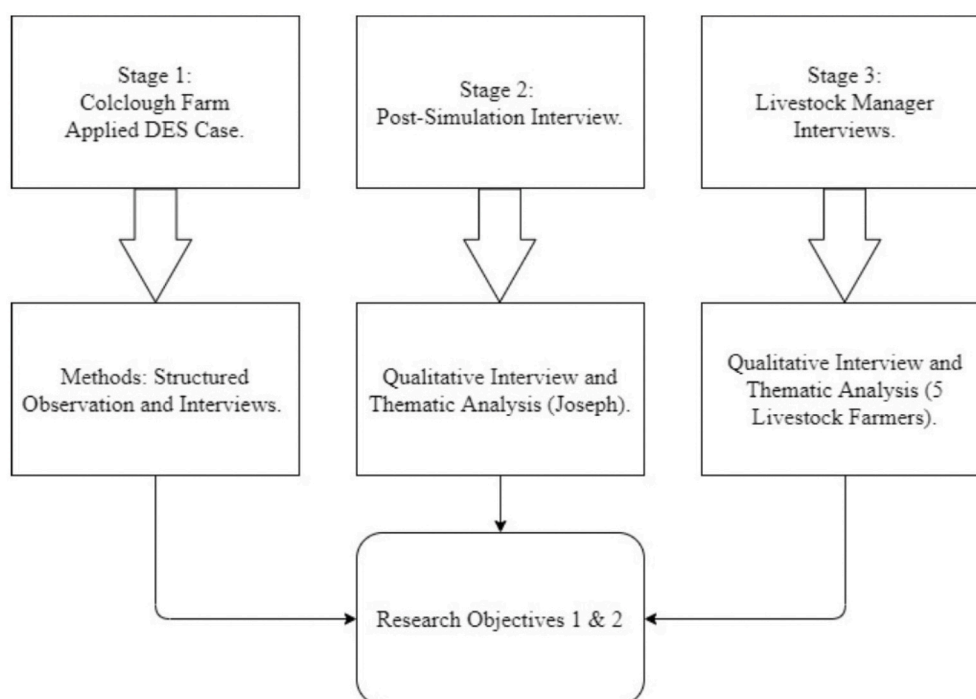 Stage 1:
Colclough Farm
Applied DES Case.
Stage 2:
Post-Simulation Interview.
Stage 3:
Livestock Manager
Interviews.
Methods: Structured
Observation and Interviews.
Qualitative Interview and
Thematic Analysis (Joseph).
Qualitative Interview and
Thematic Analysis (5
Livestock Farmers).
Research Objectives 1 & 2